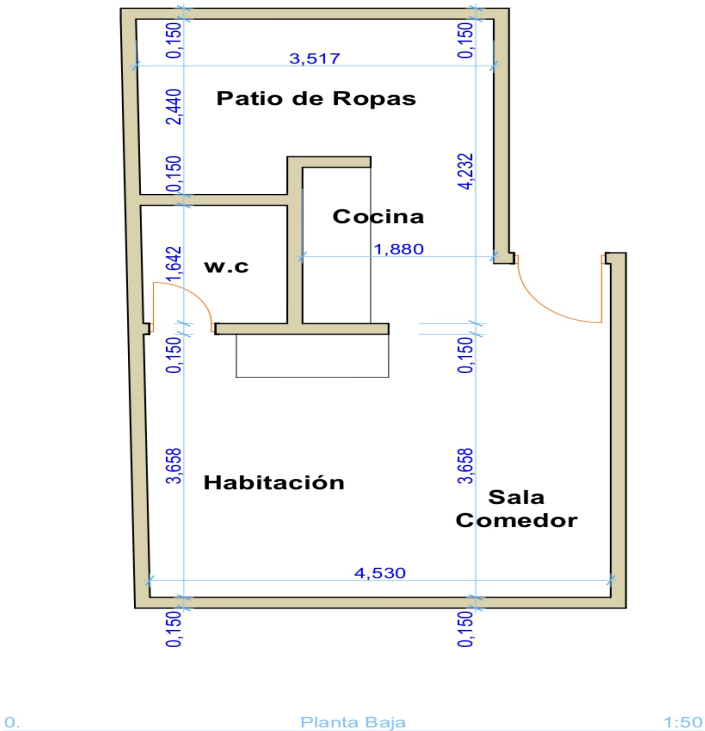 0,150
0,150
3,517
2,440
Patio de Ropas
0,150
4,232
Cocina
1,880
1,642
w.c
0,150
0,150
3,658
3,658
Habitación
Sala
Comedor
4,530
0,150
0,150
0.
Planta Baja
1:50